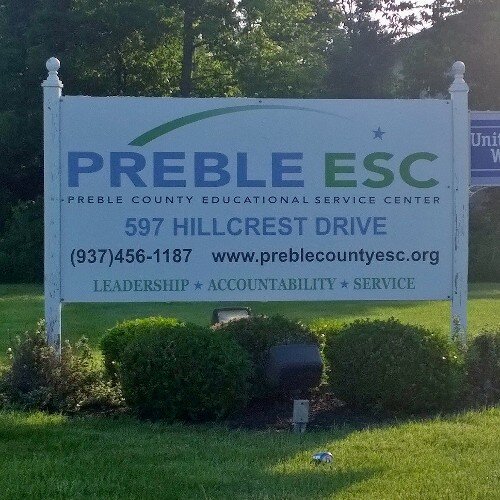 PREBLE ESC
PREBLE COUNTY EDUCATIONAL SERVICE CENTER
597 HILLCREST DRIVE
(937)456-1187 www.preblecountyesc.org
LEADERSHIP ★ ACCOUNTABILITY ★ SERVICE